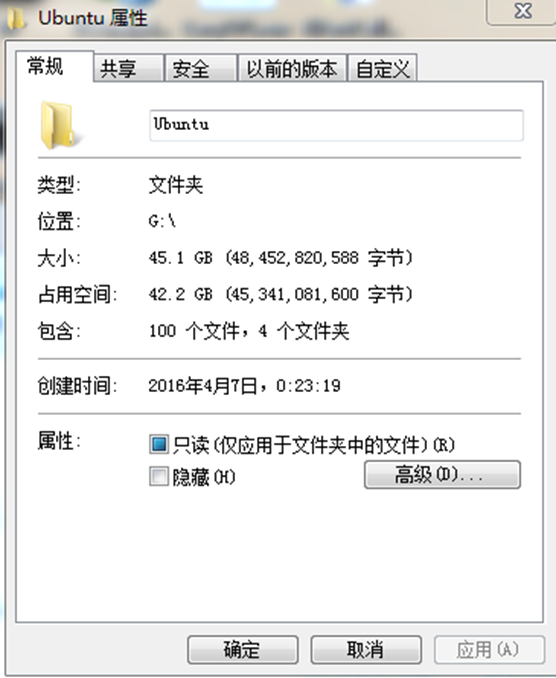 Ubuntu 属性
常规 共享 安全 以前的版本 自定义
Ubuntu
类型: 文件夹
位置: G:\
大小: 45.1 GB (48,452,820,588 字节)
占用空间: 42.2 GB (45,341,081,600 字节)
包含: 100 个文件，4 个文件夹
创建时间: 2016年4月7日，0:23:19
属性: 只读(仅应用于文件夹中的文件)(R)
隐藏(H) 高级(D)...
确定 取消 应用(A)